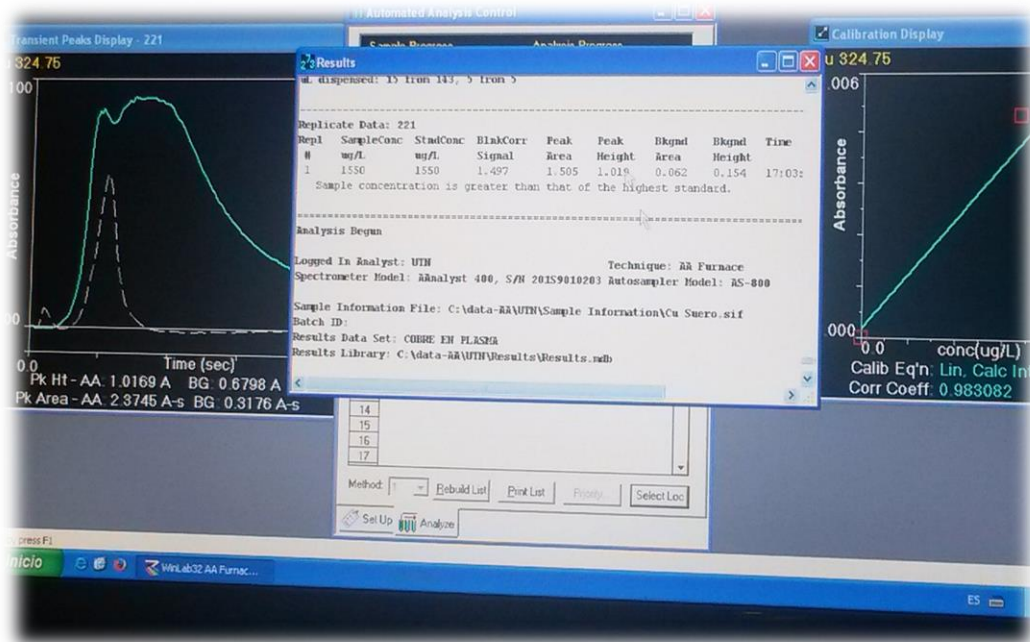 Automated Analysis Control
Transient Peaks Display - 221
u 324.75
100
Absorbance
00
0.0
Time (sec)
Pk Ht - AA: 1.0169 A BG: 0.6798 A
Pk Area - AA: 2.3745 A-s BG: 0.3176 A-s
Results
uL dispensed: 15 from 143, 5 from 5
Replicate Data: 221
Repl SampleConc StndConc BlnkCorr Peak Peak Bkgnd Bkgnd Time
# ug/L ug/L Signal Area Height Area Height
1 1550 1550 1.497 1.505 1.019 0.062 0.154 17:03:
Sample concentration is greater than that of the highest standard.
Analysis Begun
Logged In Analyst: UTN Technique: AA Furnace
Spectrometer Model: AAnalyst 400, S/N 201S9010203 Autosampler Model: AS-800
Sample Information File: C:\data-AA\UTN\Sample Information\Cu Suero.sif
Batch ID:
Results Data Set: COBRE EN PLASMA
Results Library: C:\data-AA\UTN\Results\Results.mdb
Calibration Display
u 324.75
.006
Absorbance
.000
0.0 conc(ug/L)
Calib Eq'n: Lin, Calc Int
Corr Coeff: 0.983082
14
15
16
17
Method: Rebuild List Print List Priority... Select Loc
Set Up Analyze
press F1
Inicio WinLab32 AA Furnac...
ES